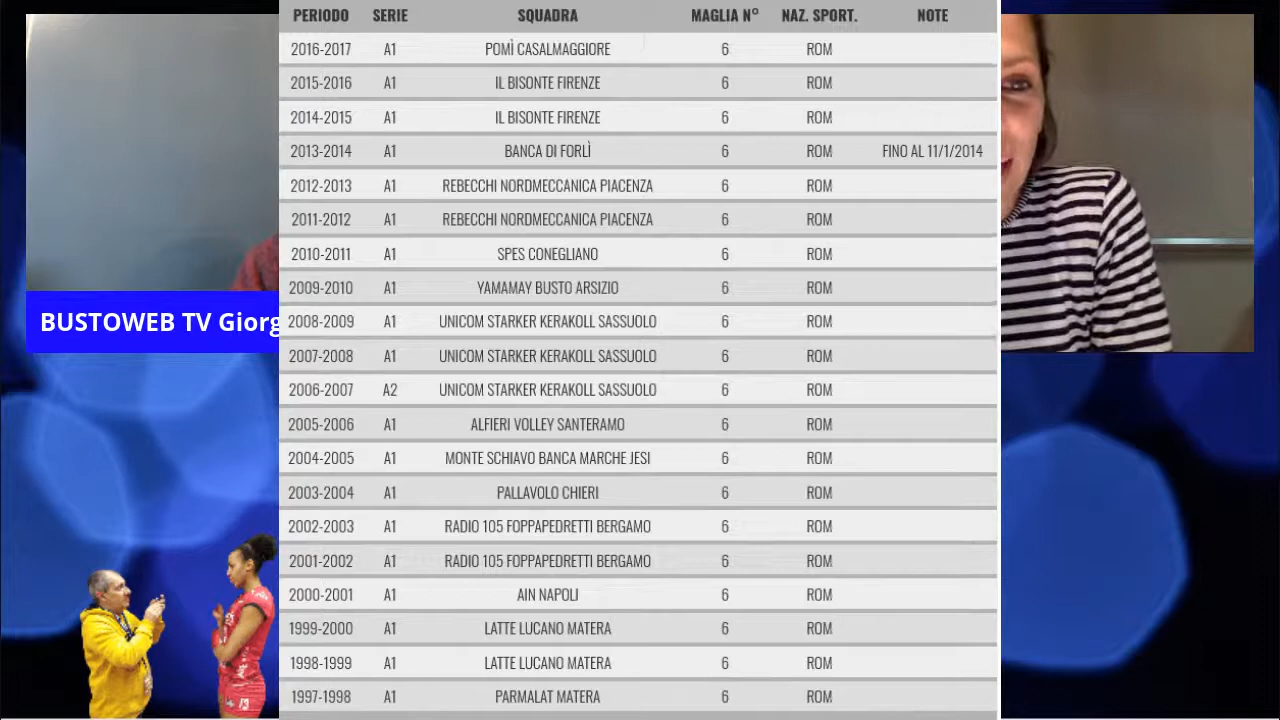 PERIODO SERIE SQUADRA MAGLIA N° NAZ. SPORT. NOTE
2016-2017 A1 POMÌ CASALMAGGIORE 6 ROM
2015-2016 A1 IL BISONTE FIRENZE 6 ROM
2014-2015 A1 IL BISONTE FIRENZE 6 ROM
2013-2014 A1 BANCA DI FORLÌ 6 ROM FINO AL 11/1/2014
2012-2013 A1 REBECCHI NORDMECCANICA PIACENZA 6 ROM
2011-2012 A1 REBECCHI NORDMECCANICA PIACENZA 6 ROM
2010-2011 A1 SPES CONEGLIANO 6 ROM
2009-2010 A1 YAMAMAY BUSTO ARSIZIO 6 ROM
BUSTOWEB TV Giorg
2008-2009 A1 UNICOM STARKER KERAKOLL SASSUOLO 6 ROM
2007-2008 A1 UNICOM STARKER KERAKOLL SASSUOLO 6 ROM
2006-2007 A2 UNICOM STARKER KERAKOLL SASSUOLO 6 ROM
2005-2006 A1 ALFIERI VOLLEY SANTERAMO 6 ROM
2004-2005 A1 MONTE SCHIAVO BANCA MARCHE JESI 6 ROM
2003-2004 A1 PALLAVOLO CHIERI 6 ROM
2002-2003 A1 RADIO 105 FOPPAPEDRETTI BERGAMO 6 ROM
2001-2002 A1 RADIO 105 FOPPAPEDRETTI BERGAMO 6 ROM
2000-2001 A1 AIN NAPOLI 6 ROM
1999-2000 A1 LATTE LUCANO MATERA 6 ROM
1998-1999 A1 LATTE LUCANO MATERA 6 ROM
1997-1998 A1 PARMALAT MATERA 6 ROM